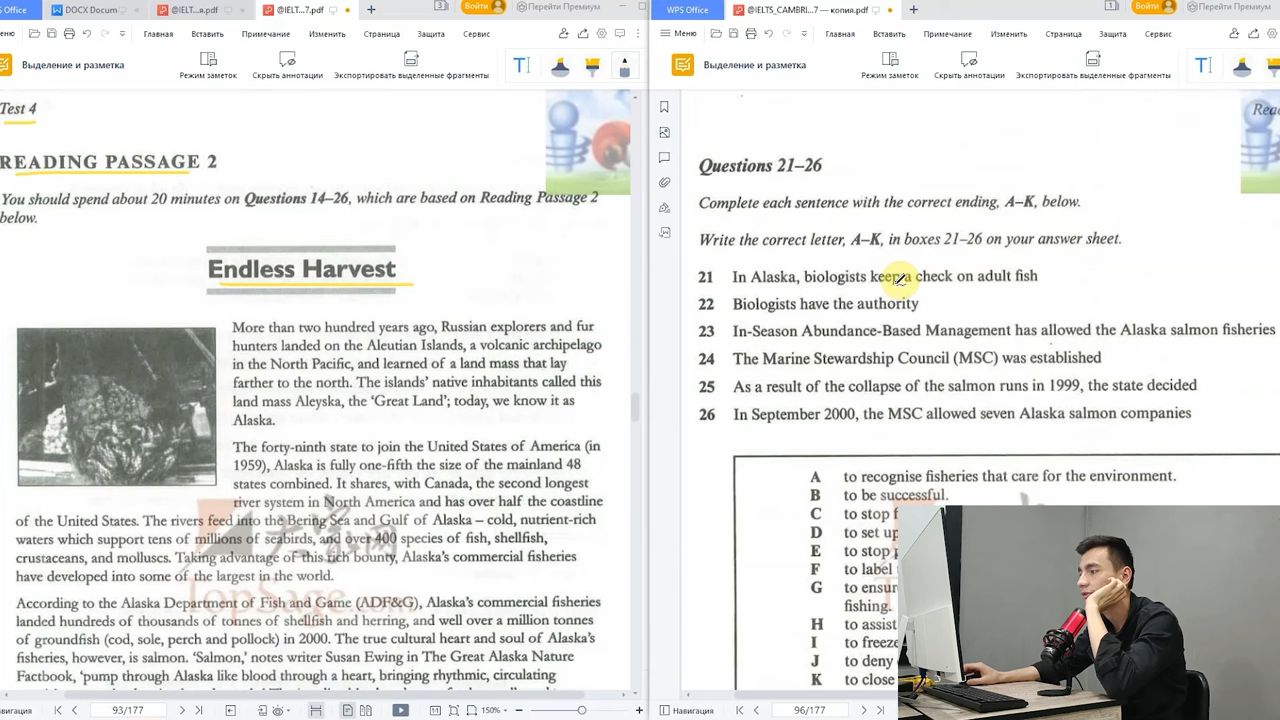 PS Office
DOCX Docum
@IELT...я.pdf
@IELT...7.pdf
3
Войти
Перейти Премиум
WPS Office
@IELTS_CAMBRI...7 — копия.pdf
1
Войти
Перейти Премиум
Главная
Вставить
Примечание
Изменить
Страница
Защита
Сервис
Меню
Главная
Вставить
Примечание
Изменить
Страница
Защита
Сервис
Выделение и разметка
Режим заметок
Скрыть аннотации
Экспортировать выделенные фрагменты
Выделение и разметка
Режим заметок
Скрыть аннотации
Экспортировать выделенные фрагменты
Test 4
READING PASSAGE 2
You should spend about 20 minutes on Questions 14–26, which are based on Reading Passage 2
below.
Endless Harvest
More than two hundred years ago, Russian explorers and fur
hunters landed on the Aleutian Islands, a volcanic archipelago
in the North Pacific, and learned of a land mass that lay
farther to the north. The islands' native inhabitants called this
land mass Aleyska, the 'Great Land'; today, we know it as
Alaska.
The forty-ninth state to join the United States of America (in
1959), Alaska is fully one-fifth the size of the mainland 48
states combined. It shares, with Canada, the second longest
river system in North America and has over half the coastline
of the United States. The rivers feed into the Bering Sea and Gulf of Alaska – cold, nutrient-rich
waters which support tens of millions of seabirds, and over 400 species of fish, shellfish,
crustaceans, and molluscs. Taking advantage of this rich bounty, Alaska's commercial fisheries
have developed into some of the largest in the world.
According to the Alaska Department of Fish and Game (ADF&G), Alaska's commercial fisheries
landed hundreds of thousands of tonnes of shellfish and herring, and well over a million tonnes
of groundfish (cod, sole, perch and pollock) in 2000. The true cultural heart and soul of Alaska's
fisheries, however, is salmon. 'Salmon,' notes writer Susan Ewing in The Great Alaska Nature
Factbook, 'pump through Alaska like blood through a heart, bringing rhythmic, circulating
TopSage.com
Questions 21–26
Complete each sentence with the correct ending, A–K, below.
Write the correct letter, A–K, in boxes 21–26 on your answer sheet.
21 In Alaska, biologists keep a check on adult fish
22 Biologists have the authority
23 In-Season Abundance-Based Management has allowed the Alaska salmon fisheries
24 The Marine Stewardship Council (MSC) was established
25 As a result of the collapse of the salmon runs in 1999, the state decided
26 In September 2000, the MSC allowed seven Alaska salmon companies
A to recognise fisheries that care for the environment.
B to be successful.
C to stop f
D to set up
E to stop
F to label
G to ensur
fishing.
H to assist
I to freeze
J to deny
K to close
93/177
150%
Навигация
96/177